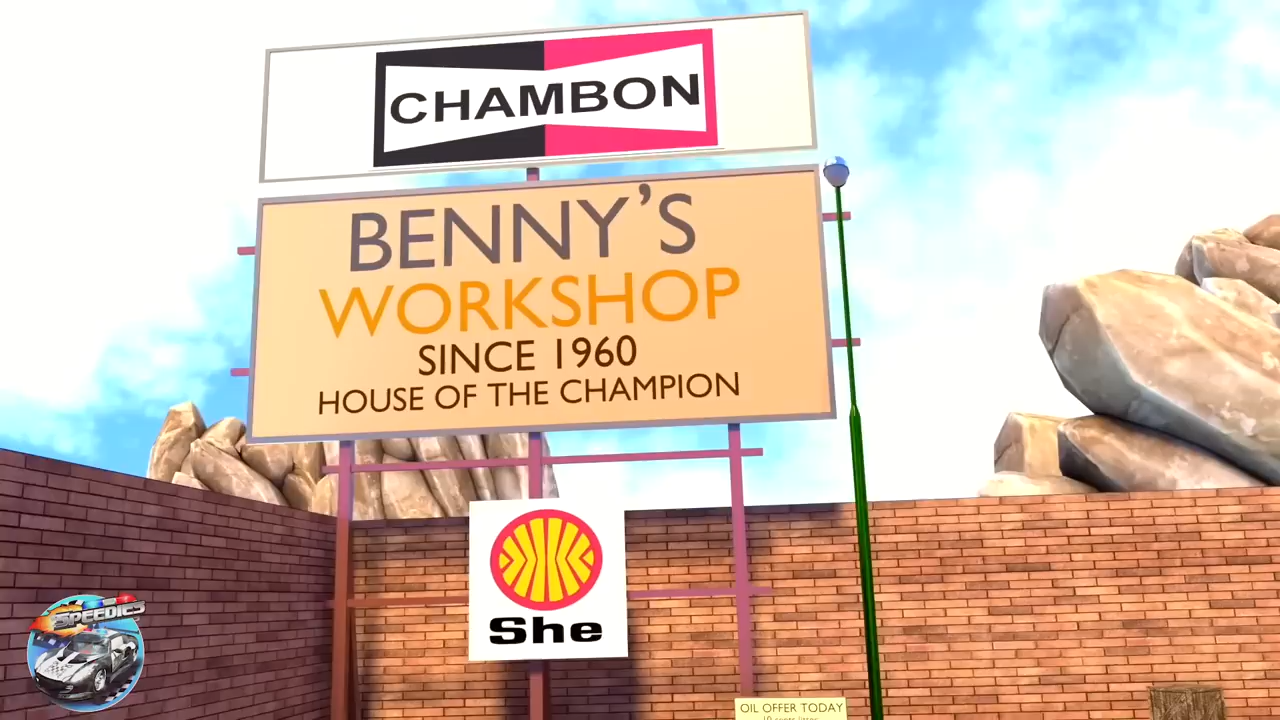 CHAMBON
BENNY'S
WORKSHOP
SINCE 1960
HOUSE OF THE CHAMPION
She
SPEEDIES
OIL OFFER TODAY